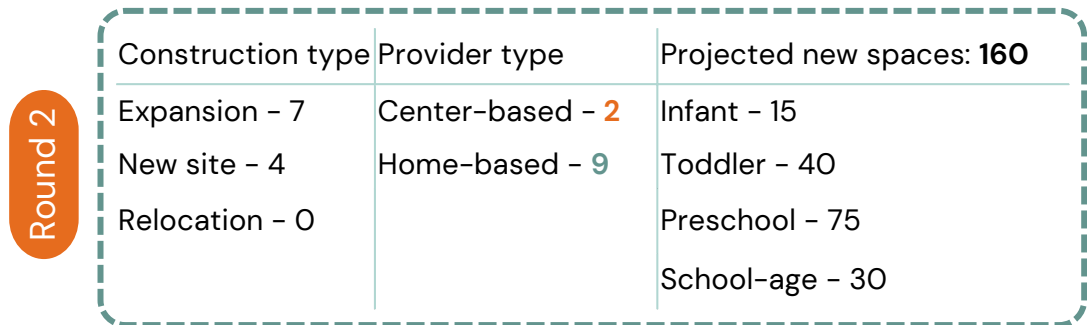 Round 2
Construction type Provider type Projected new spaces: 160
Expansion – 7 Center-based – 2 Infant – 15
New site – 4 Home-based – 9 Toddler – 40
Relocation – 0 Preschool – 75
School-age – 30